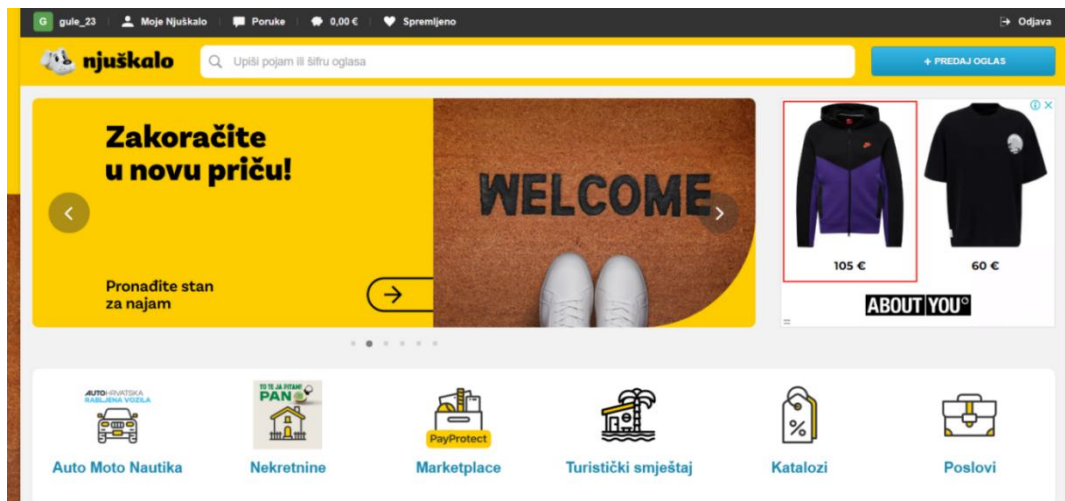 G gule_23 Moje Njuškalo Poruke 0,00 € Spremljeno Odjava
njuškalo Upiši pojam ili šifru oglasa + PREDAJ OGLAS
Zakoračite
u novu priču!
WELCOME
Pronađite stan
za najam
105 € 60 €
ABOUT YOU°
AUTO HRVATSKA
RABLJENA VOZILA
TO TE JA PITAM!
PAN
PayProtect
%
Auto Moto Nautika Nekretnine Marketplace Turistički smještaj Katalozi Poslovi